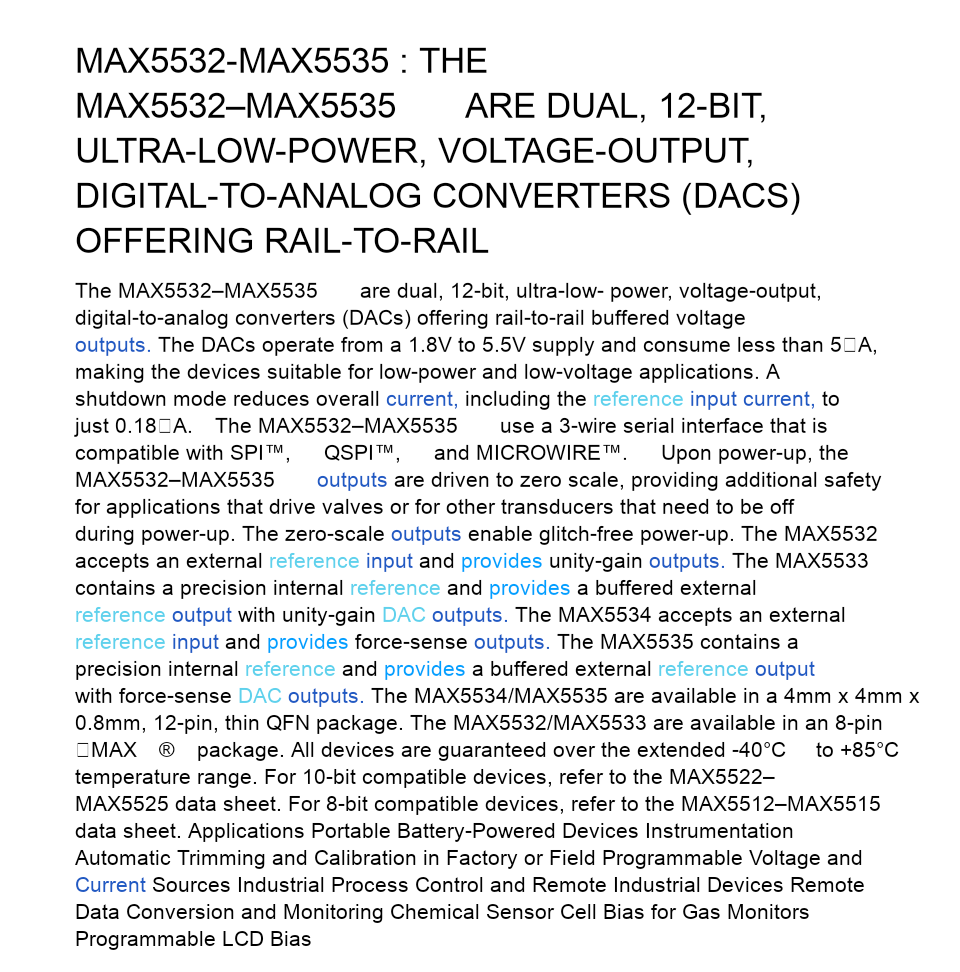 MAX5532-MAX5535 : THE
MAX5532–MAX5535 ARE DUAL, 12-BIT,
ULTRA-LOW-POWER, VOLTAGE-OUTPUT,
DIGITAL-TO-ANALOG CONVERTERS (DACS)
OFFERING RAIL-TO-RAIL
The MAX5532–MAX5535 are dual, 12-bit, ultra-low- power, voltage-output,
digital-to-analog converters (DACs) offering rail-to-rail buffered voltage
outputs. The DACs operate from a 1.8V to 5.5V supply and consume less than 5□A,
making the devices suitable for low-power and low-voltage applications. A
shutdown mode reduces overall current, including the reference input current, to
just 0.18□A. The MAX5532–MAX5535 use a 3-wire serial interface that is
compatible with SPI™, QSPI™, and MICROWIRE™. Upon power-up, the
MAX5532–MAX5535 outputs are driven to zero scale, providing additional safety
for applications that drive valves or for other transducers that need to be off
during power-up. The zero-scale outputs enable glitch-free power-up. The MAX5532
accepts an external reference input and provides unity-gain outputs. The MAX5533
contains a precision internal reference and provides a buffered external
reference output with unity-gain DAC outputs. The MAX5534 accepts an external
reference input and provides force-sense outputs. The MAX5535 contains a
precision internal reference and provides a buffered external reference output
with force-sense DAC outputs. The MAX5534/MAX5535 are available in a 4mm x 4mm x
0.8mm, 12-pin, thin QFN package. The MAX5532/MAX5533 are available in an 8-pin
□MAX ® package. All devices are guaranteed over the extended -40°C to +85°C
temperature range. For 10-bit compatible devices, refer to the MAX5522–
MAX5525 data sheet. For 8-bit compatible devices, refer to the MAX5512–MAX5515
data sheet. Applications Portable Battery-Powered Devices Instrumentation
Automatic Trimming and Calibration in Factory or Field Programmable Voltage and
Current Sources Industrial Process Control and Remote Industrial Devices Remote
Data Conversion and Monitoring Chemical Sensor Cell Bias for Gas Monitors
Programmable LCD Bias